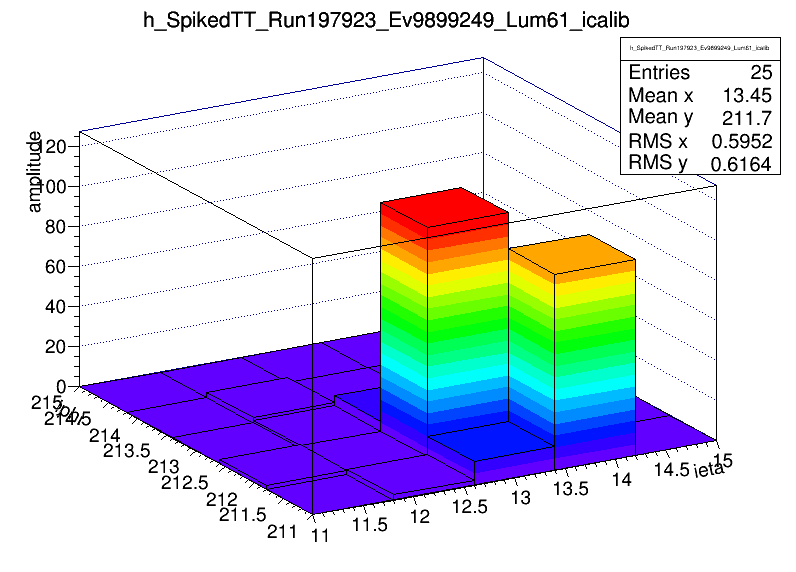 h_SpikedTT_Run197923_Ev9899249_Lum61_icalib
h_SpikedTT_Run197923_Ev9899249_Lum61_icalib
Entries 25
Mean x 13.45
Mean y 211.7
RMS x 0.5952
RMS y 0.6164
amplitude
120
100
80
60
40
20
0
215
214.5
214
213.5
213
212.5
212
211.5
211
11
11.5
12
12.5
13
13.5
14
14.5
15
ieta